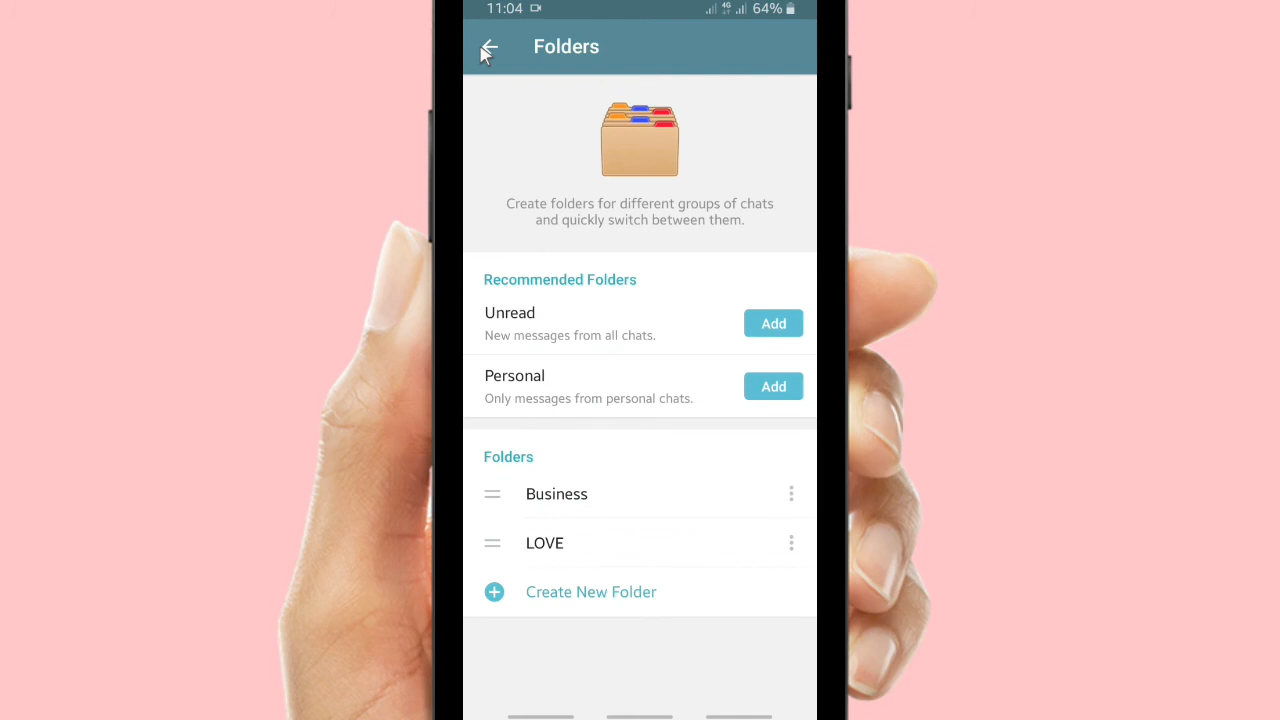 11:04 4G 64%
Folders
Create folders for different groups of chats
and quickly switch between them.
Recommended Folders
Unread
New messages from all chats.
Add
Personal
Only messages from personal chats.
Add
Folders
Business
LOVE
Create New Folder